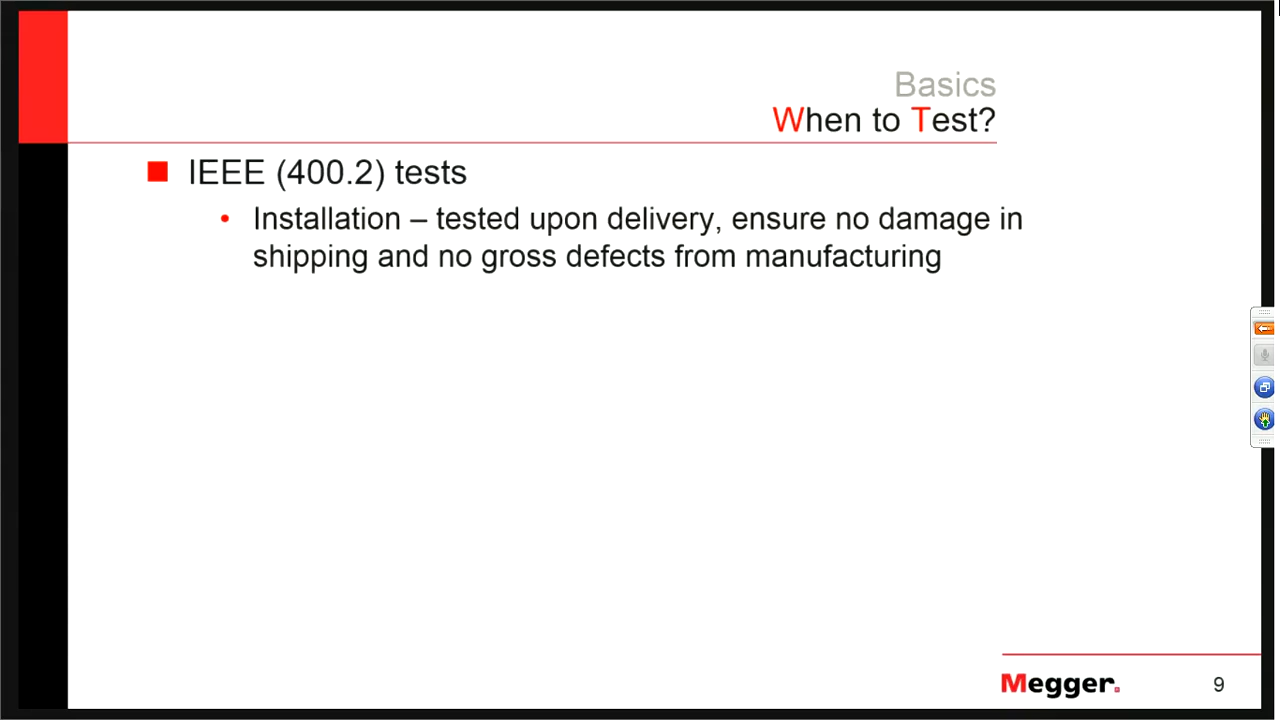 Basics
When to Test?
IEEE (400.2) tests
Installation – tested upon delivery, ensure no damage in
shipping and no gross defects from manufacturing
Megger.
9